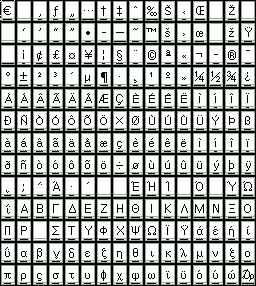 € ‚ ƒ „ … † ‡ ˆ ‰ Š ‹ Œ Ž
‘ ’ “ ” • – — ˜ ™ š › œ ž Ÿ
¡ ¢ £ ¤ ¥ ¦ § ¨ © ª « ¬ - ® ¯
° ± ² ³ ´ µ ¶ · ¸ ¹ º » ¼ ½ ¾ ¿
À Á Â Ã Ä Å Æ Ç È É Ê Ë Ì Í Î Ï
Ð Ñ Ò Ó Ô Õ Ö × Ø Ù Ú Û Ü Ý Þ ß
à á â ã ä å æ ç è é ê ë ì í î ï
ð ñ ò ó ô õ ö ÷ ø ù ú û ü ý þ ÿ
; Ά · Έ Ή Ί Ό Ύ Ώ
ΐ Α Β Γ Δ Ε Ζ Η Θ Ι Κ Λ Μ Ν Ξ Ο
Π Ρ Σ Τ Υ Φ Χ Ψ Ω Ϊ Ϋ ά έ ή ί
ΰ α β γ δ ε ζ η θ ι κ λ μ ν ξ ο
π ρ ς σ τ υ φ χ ψ ω ϊ ϋ ό ύ ώ